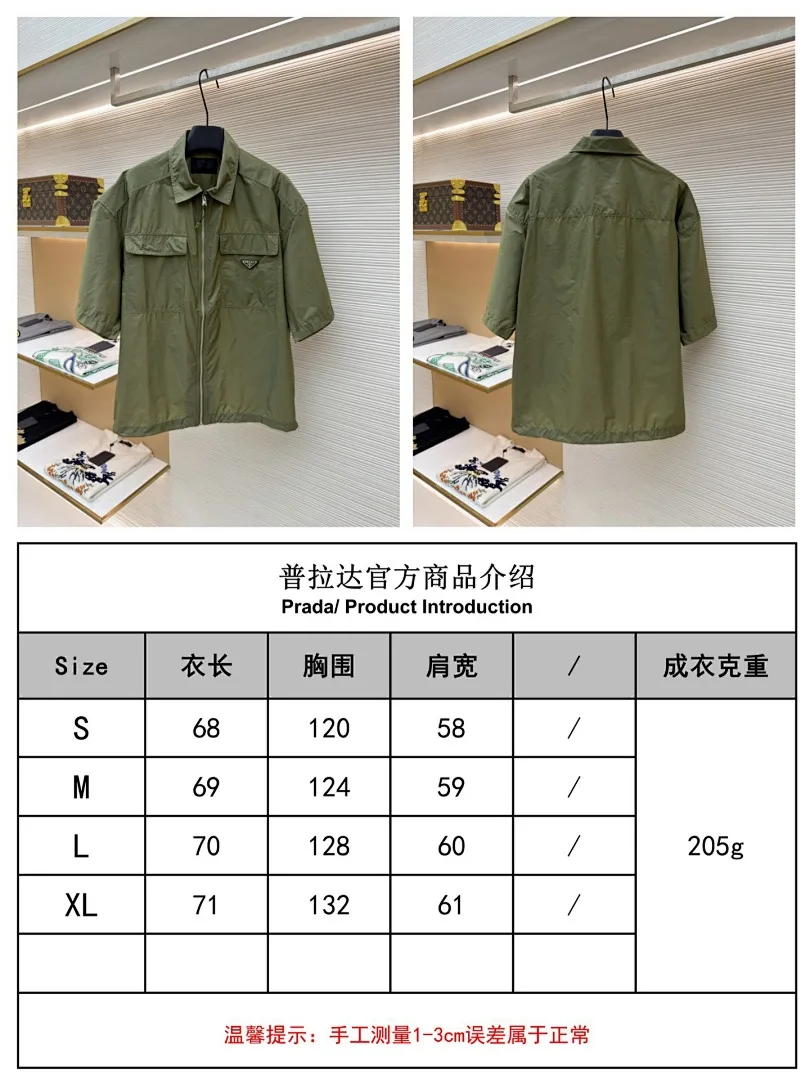 普拉达官方商品介绍
Prada/ Product Introduction
Size 衣长 胸围 肩宽 / 成衣克重
S 68 120 58 /
M 69 124 59 /
L 70 128 60 /
205g
XL 71 132 61 /
温馨提示：手工测量1-3cm误差属于正常